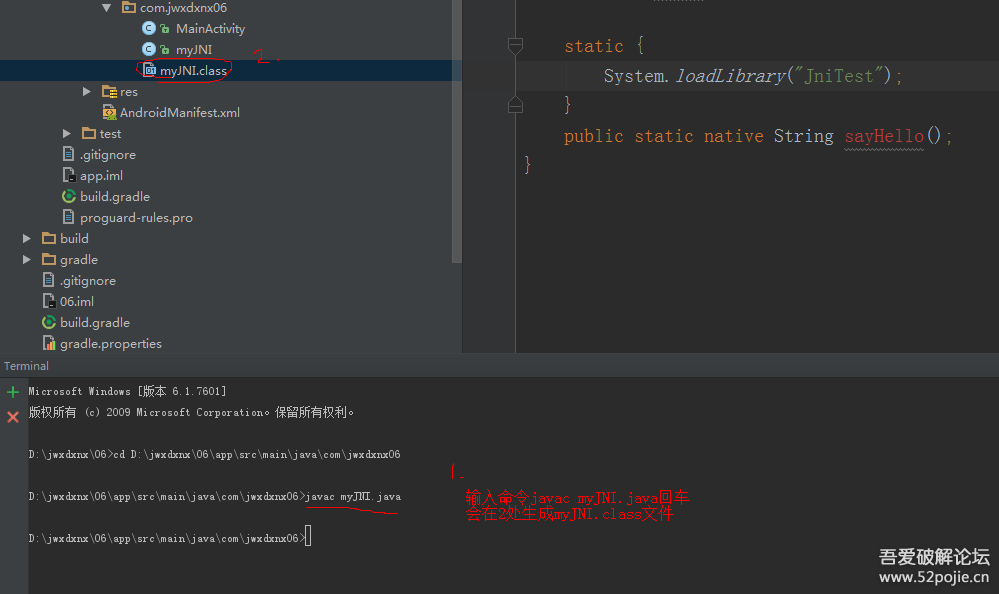 com.jwxdxnx06
MainActivity
myJNI
2.
myJNI.class
res
AndroidManifest.xml
test
.gitignore
app.iml
build.gradle
proguard-rules.pro
build
gradle
.gitignore
06.iml
build.gradle
gradle.properties
static {
System.loadLibrary("JniTest");
}
public static native String sayHello();
}
Terminal
Microsoft Windows [版本 6.1.7601]
版权所有 (c) 2009 Microsoft Corporation。保留所有权利。
D:\jwxdxnx\06>cd D:\jwxdxnx\06\app\src\main\java\com\jwxdxnx06
D:\jwxdxnx\06\app\src\main\java\com\jwxdxnx06>javac myJNI.java
D:\jwxdxnx\06\app\src\main\java\com\jwxdxnx06>
1.
输入命令javac myJNI.java回车
会在2处生成myJNI.class文件
吾爱破解论坛
www.52pojie.cn